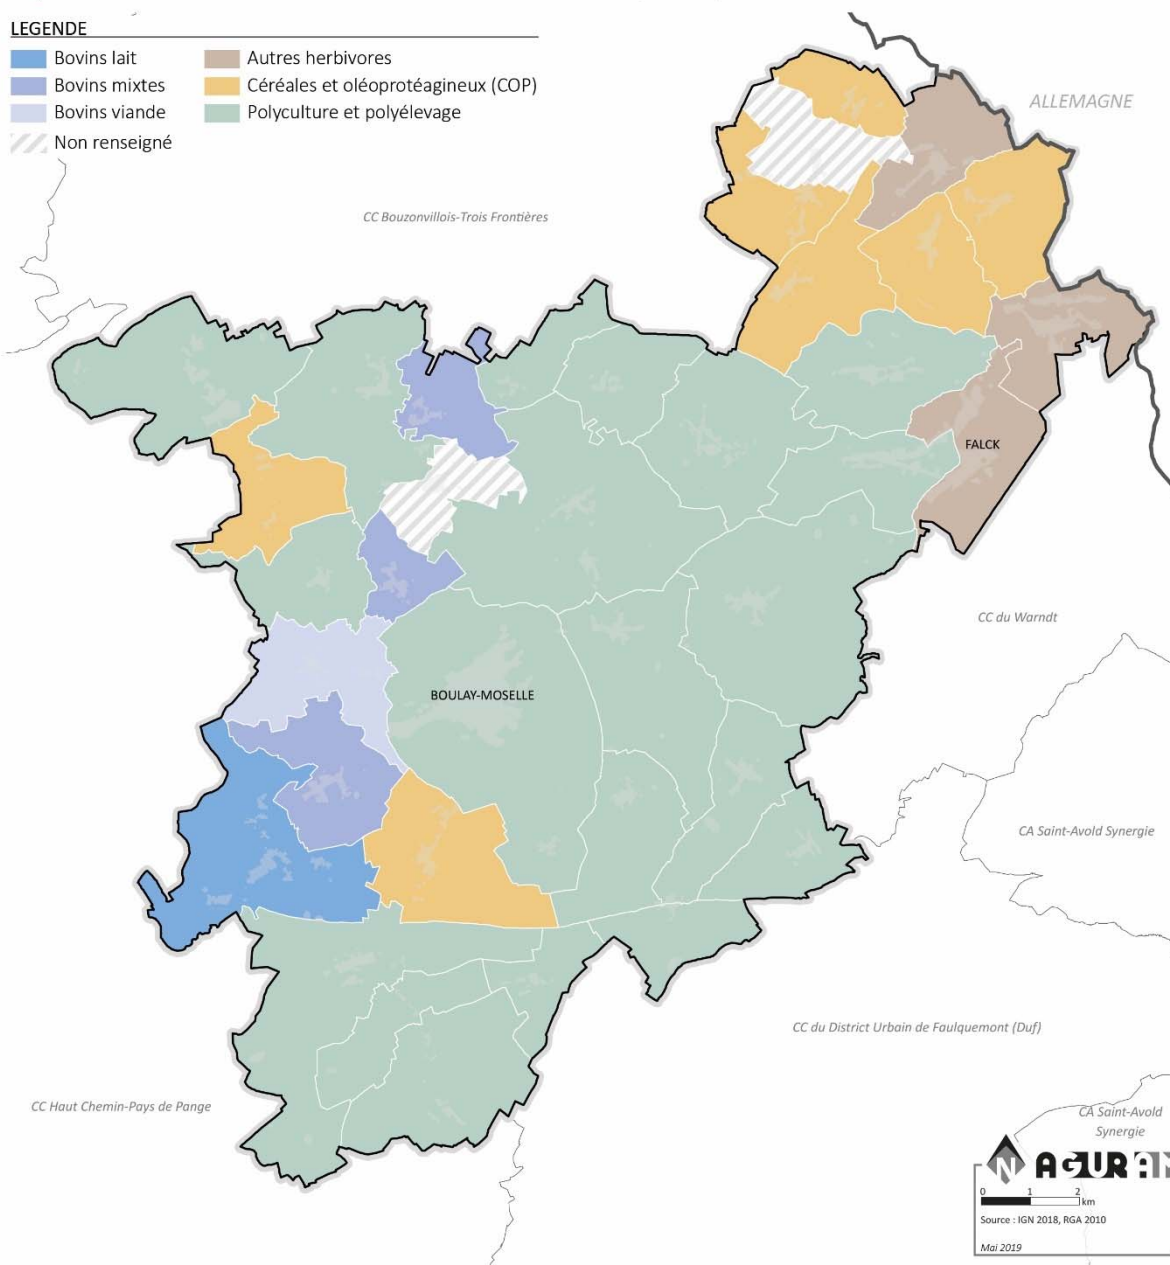 LEGENDE
Bovins lait
Bovins mixtes
Bovins viande
Non renseigné
Autres herbivores
Céréales et oléoprotéagineux (COP)
Polyculture et polyélevage
ALLEMAGNE
CC Bouzonvillois-Trois Frontières
FALCK
CC du Warndt
BOULAY-MOSELLE
CA Saint-Avold Synergie
CC du District Urbain de Faulquemont (Duf)
CC Haut Chemin-Pays de Pange
CA Saint-Avold
Synergie
N
AGURAM
0 1 2
km
Source : IGN 2018, RGA 2010
Mai 2019